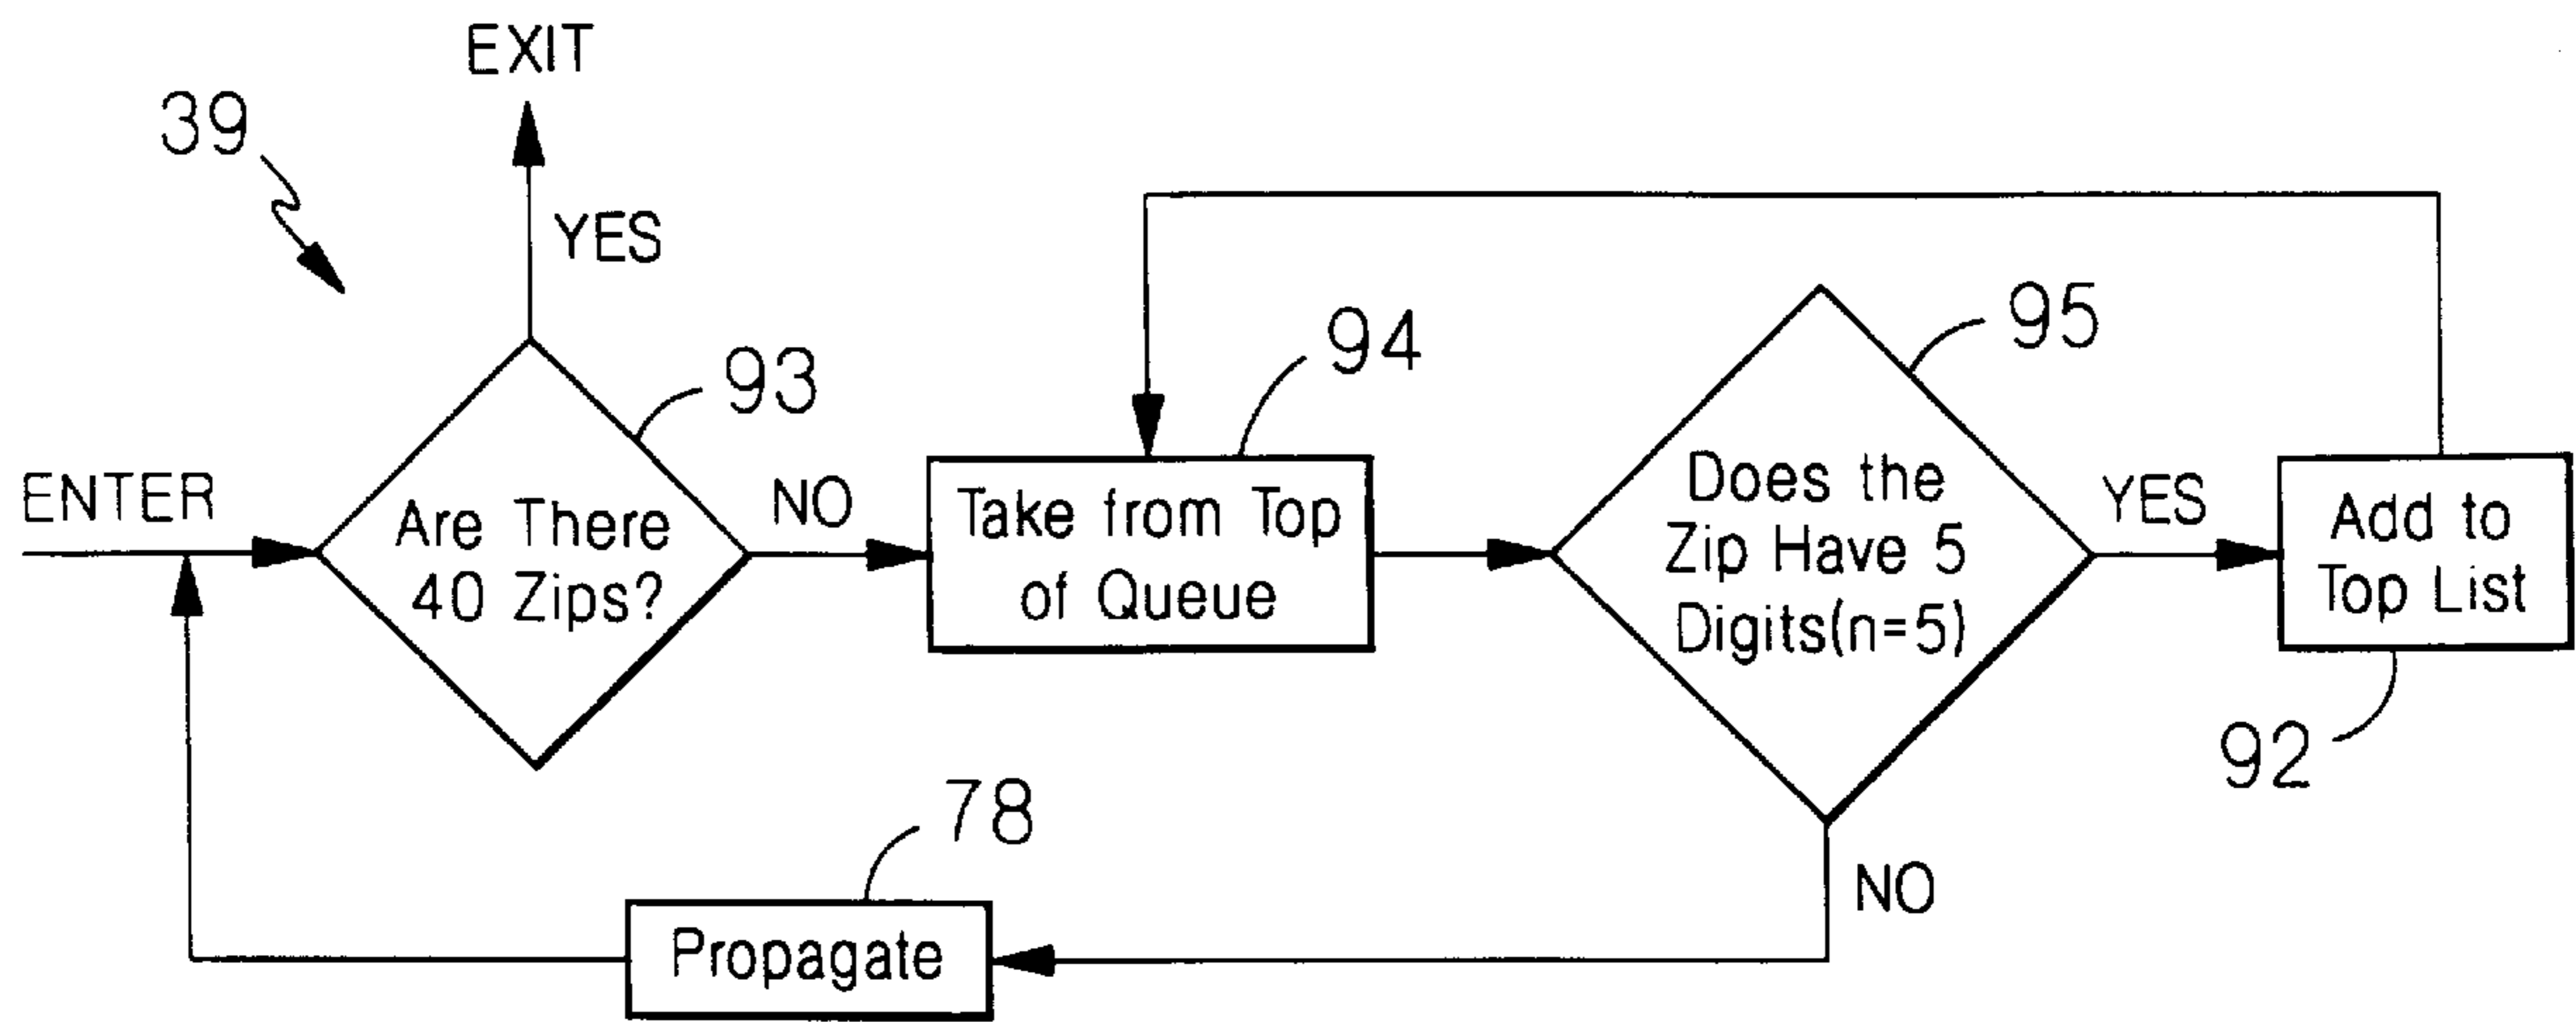 EXIT
39
YES
93
94
95
ENTER
Are There
40 Zips?
NO
Take from Top
of Queue
Does the
Zip Have 5
Digits(n=5)
YES
Add to
Top List
92
78
NO
Propagate